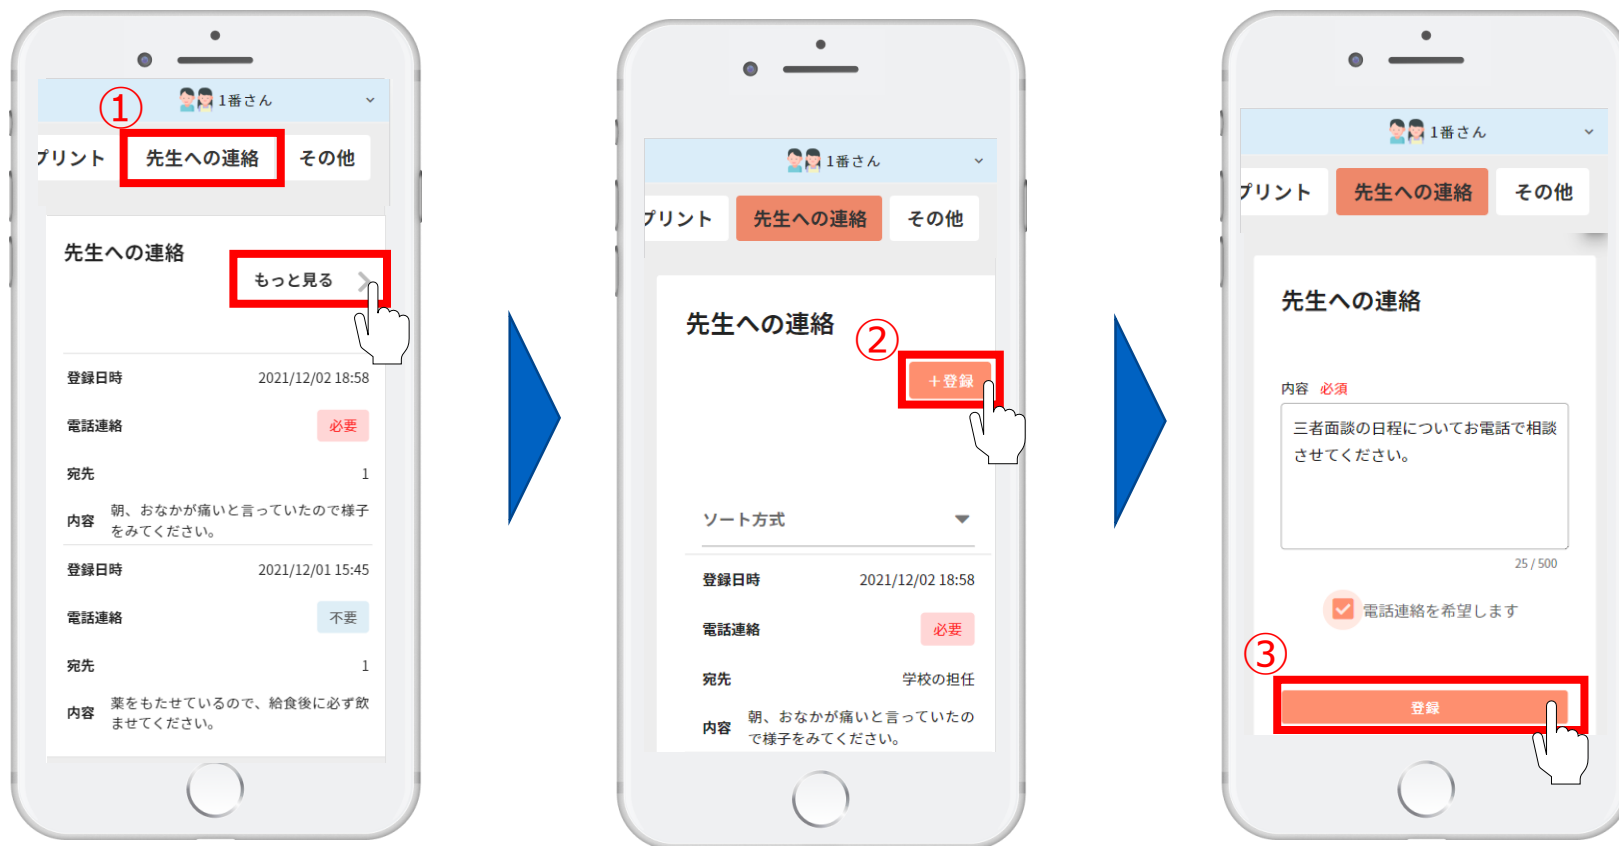 ①
1番さん
プリント
先生への連絡
その他
先生への連絡
もっと見る
登録日時
2021/12/02 18:58
電話連絡
必要
宛先
1
内容
朝、おなかが痛いと言っていたので様子
をみてください。
登録日時
2021/12/01 15:45
電話連絡
不要
宛先
1
内容
薬をもたせているので、給食後に必ず飲
ませてください。
1番さん
プリント
先生への連絡
その他
先生への連絡
②
+登録
ソート方式
登録日時
2021/12/02 18:58
電話連絡
必要
宛先
学校の担任
内容
朝、おなかが痛いと言っていたの
で様子をみてください。
1番さん
プリント
先生への連絡
その他
先生への連絡
内容 必須
三者面談の日程についてお電話で相談
させてください。
25 / 500
電話連絡を希望します
③
登録